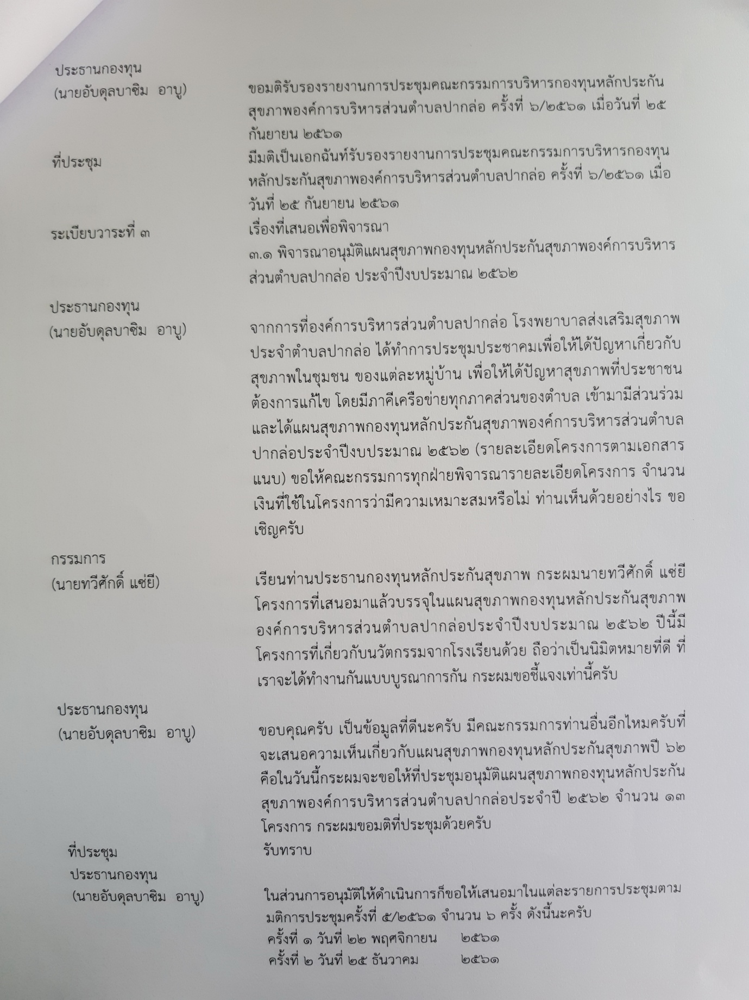 ประธานกองทุน
(นายอับดุลบาซิม อาบู)
ขอมติรับรองรายงานการประชุมคณะกรรมการบริหารกองทุนหลักประกัน
สุขภาพองค์การบริหารส่วนตำบลปากล่อ ครั้งที่ ๖/๒๕๖๑ เมื่อวันที่ ๒๕
กันยายน ๒๕๖๑
ที่ประชุม
มีมติเป็นเอกฉันท์รับรองรายงานการประชุมคณะกรรมการบริหารกองทุน
หลักประกันสุขภาพองค์การบริหารส่วนตำบลปากล่อ ครั้งที่ ๖/๒๕๖๑ เมื่อ
วันที่ ๒๕ กันยายน ๒๕๖๑
ระเบียบวาระที่ ๓
เรื่องที่เสนอเพื่อพิจารณา
๓.๑ พิจารณาอนุมัติแผนสุขภาพกองทุนหลักประกันสุขภาพองค์การบริหาร
ส่วนตำบลปากล่อ ประจำปีงบประมาณ ๒๕๖๒
ประธานกองทุน
(นายอับดุลบาซิม อาบู)
จากการที่องค์การบริหารส่วนตำบลปากล่อ โรงพยาบาลส่งเสริมสุขภาพ
ประจำตำบลปากล่อ ได้ทำการประชุมประชาคมเพื่อให้ได้ปัญหาเกี่ยวกับ
สุขภาพในชุมชน ของแต่ละหมู่บ้าน เพื่อให้ได้ปัญหาสุขภาพที่ประชาชน
ต้องการแก้ไข โดยมีภาคีเครือข่ายทุกภาคส่วนของตำบล เข้ามามีส่วนร่วม
และได้แผนสุขภาพกองทุนหลักประกันสุขภาพองค์การบริหารส่วนตำบล
ปากล่อประจำปีงบประมาณ ๒๕๖๒ (รายละเอียดโครงการตามเอกสาร
แนบ) ขอให้คณะกรรมการทุกฝ่ายพิจารณารายละเอียดโครงการ จำนวน
เงินที่ใช้ในโครงการว่ามีความเหมาะสมหรือไม่ ท่านเห็นด้วยอย่างไร ขอ
เชิญครับ
กรรมการ
(นายทวีศักดิ์ แซ่ยี)
เรียนท่านประธานกองทุนหลักประกันสุขภาพ กระผมนายทวีศักดิ์ แซ่ยี
โครงการที่เสนอมาแล้วบรรจุในแผนสุขภาพกองทุนหลักประกันสุขภาพ
องค์การบริหารส่วนตำบลปากล่อประจำปีงบประมาณ ๒๕๖๒ ปีนี้มี
โครงการที่เกี่ยวกับนวัตกรรมจากโรงเรียนด้วย ถือว่าเป็นนิมิตหมายที่ดี ที่
เราจะได้ทำงานกันแบบบูรณาการกัน กระผมขอชี้แจงเท่านี้ครับ
ประธานกองทุน
(นายอับดุลบาซิม อาบู)
ขอบคุณครับ เป็นข้อมูลที่ดีนะครับ มีคณะกรรมการท่านอื่นอีกไหมครับที่
จะเสนอความเห็นเกี่ยวกับแผนสุขภาพกองทุนหลักประกันสุขภาพปี ๖๒
คือในวันนี้กระผมจะขอให้ที่ประชุมอนุมัติแผนสุขภาพกองทุนหลักประกัน
สุขภาพองค์การบริหารส่วนตำบลปากล่อประจำปี ๒๕๖๒ จำนวน ๑๓
โครงการ กระผมขอมติที่ประชุมด้วยครับ
ที่ประชุม
รับทราบ
ประธานกองทุน
(นายอับดุลบาซิม อาบู)
ในส่วนการอนุมัติให้ดำเนินการก็ขอให้เสนอมาในแต่ละรายการประชุมตาม
มติการประชุมครั้งที่ ๕/๒๕๖๑ จำนวน ๖ ครั้ง ดังนี้นะครับ
ครั้งที่ ๑ วันที่ ๒๒ พฤศจิกายน ๒๕๖๑
ครั้งที่ ๒ วันที่ ๒๕ ธันวาคม ๒๕๖๑